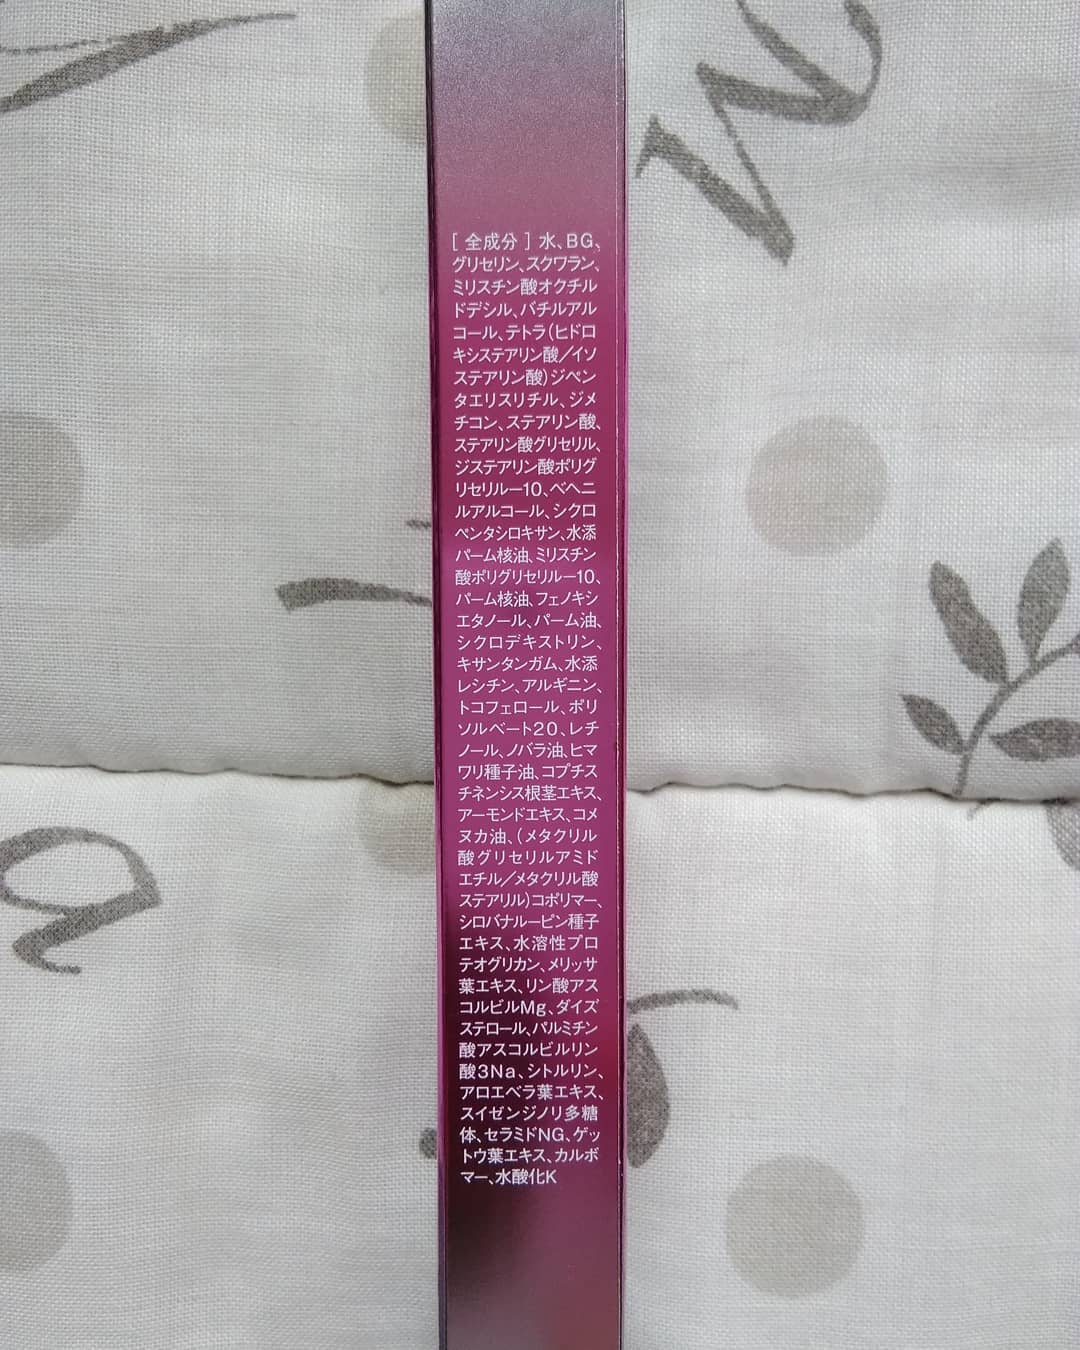 [ 全成分 ] 水、BG、
グリセリン、スクワラン、
ミリスチン酸オクチル
ドデシル、バチルアル
コール、テトラ(ヒドロ
キシステアリン酸/イソ
ステアリン酸)ジペン
タエリスリチル、ジメ
チコン、ステアリン酸、
ステアリン酸グリセリル、
ジステアリン酸ポリグ
リセリル-10、ベヘニ
ルアルコール、シクロ
ペンタシロキサン、水添
パーム核油、ミリスチン
酸ポリグリセリル-10、
パーム核油、フェノキシ
エタノール、パーム油、
シクロデキストリン、
キサンタンガム、水添
レシチン、アルギニン、
トコフェロール、ポリ
ソルベート20、レチ
ノール、ノバラ油、ヒマ
ワリ種子油、コプチス
チネンシス根茎エキス、
アーモンドエキス、コメ
ヌカ油、(メタクリル
酸グリセリルアミド
エチル/メタクリル酸
ステアリル)コポリマー、
シロバナルーピン種子
エキス、水溶性プロ
テオグリカン、メリッサ
葉エキス、リン酸アス
コルビルMg、ダイズ
ステロール、パルミチン
酸アスコルビルリン
酸3Na、シトルリン、
アロエベラ葉エキス、
スイゼンジノリ多糖
体、セラミドNG、ゲッ
トウ葉エキス、カルボ
マー、水酸化K